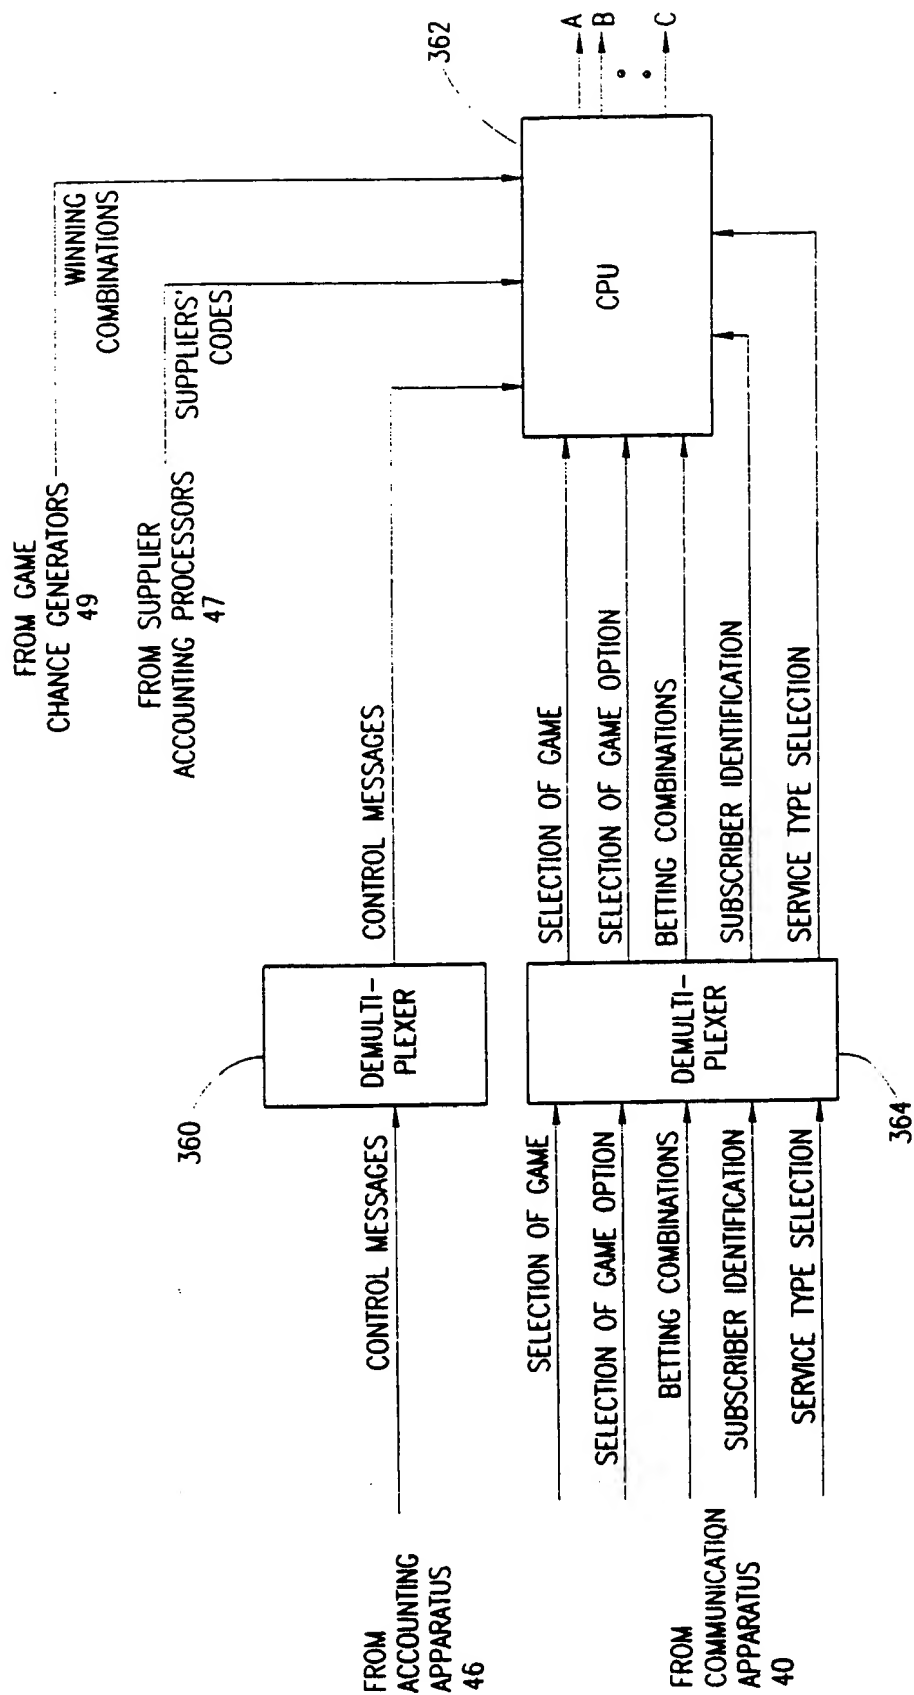 FROM GAME
CHANCE GENERATORS
49
WINNING
COMBINATIONS
FROM SUPPLIER
ACCOUNTING PROCESSORS
47
SUPPLIERS'
CODES
362
FROM
ACCOUNTING
APPARATUS
46
CONTROL MESSAGES
360
DEMULTI-
PLEXER
CONTROL MESSAGES
CPU
A
B
C
FROM
COMMUNICATION
APPARATUS
40
SELECTION OF GAME
SELECTION OF GAME OPTION
BETTING COMBINATIONS
SUBSCRIBER IDENTIFICATION
SERVICE TYPE SELECTION
DEMULTI-
PLEXER
364
SELECTION OF GAME
SELECTION OF GAME OPTION
BETTING COMBINATIONS
SUBSCRIBER IDENTIFICATION
SERVICE TYPE SELECTION